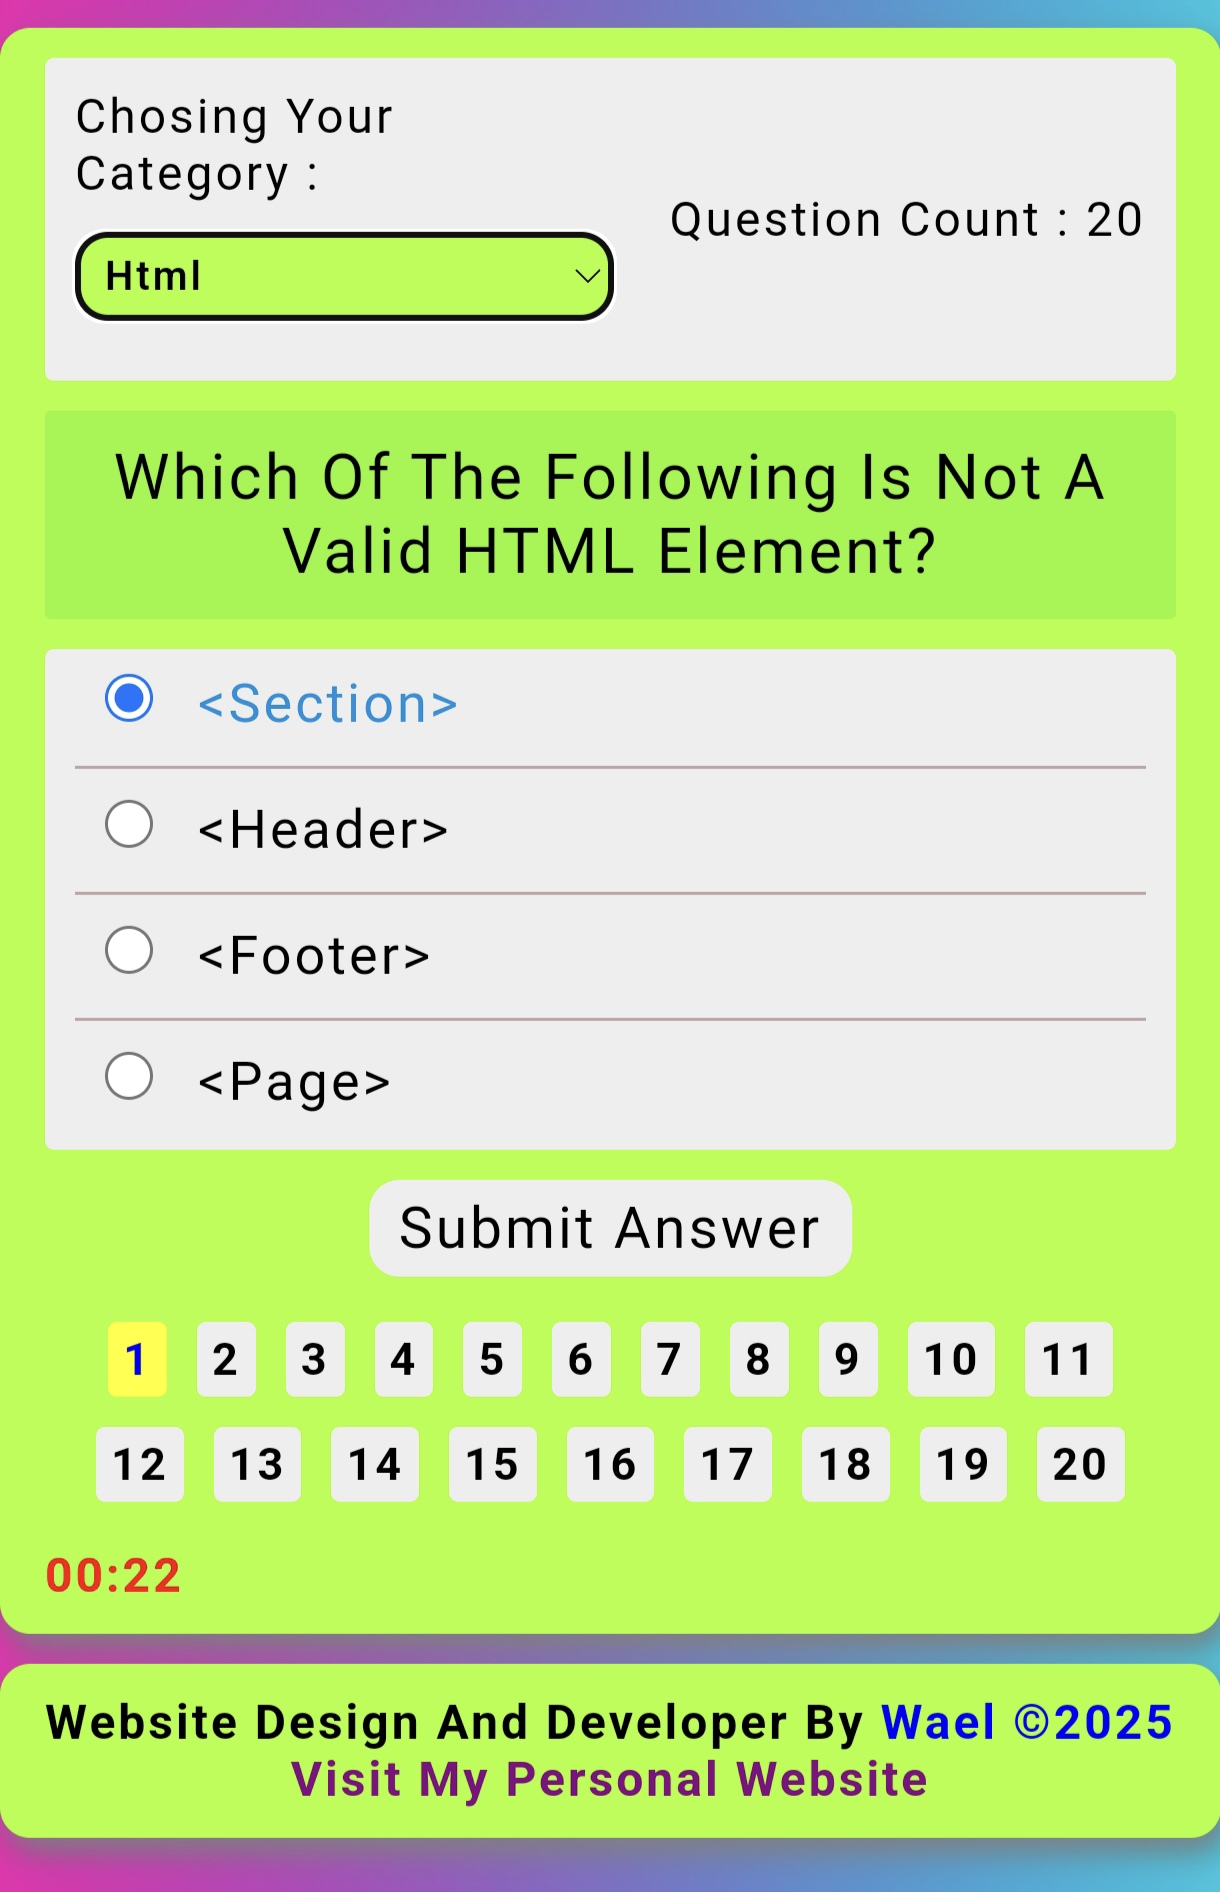 Chosing Your
Category :
Question Count : 20
Html
Which Of The Following Is Not A
Valid HTML Element?
<Section>
<Header>
<Footer>
<Page>
Submit Answer
1 2 3 4 5 6 7 8 9 10 11
12 13 14 15 16 17 18 19 20
00:22
Website Design And Developer By Wael ©2025
Visit My Personal Website